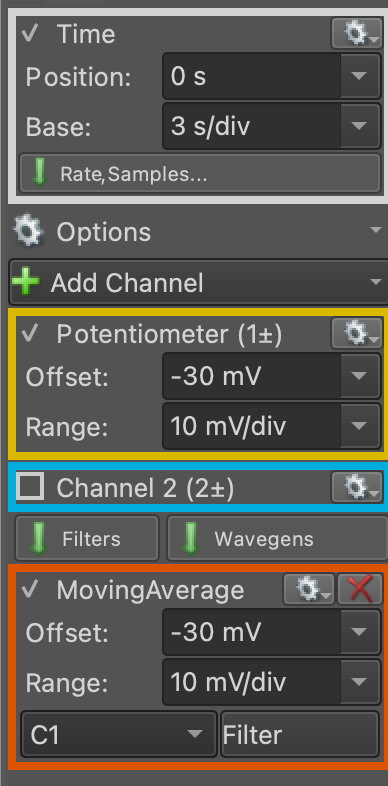 Time
Position: 0 s
Base: 3 s/div
Rate,Samples...
Options
Add Channel
Potentiometer (1±)
Offset: -30 mV
Range: 10 mV/div
Channel 2 (2±)
Filters Wavegens
MovingAverage
Offset: -30 mV
Range: 10 mV/div
C1 Filter